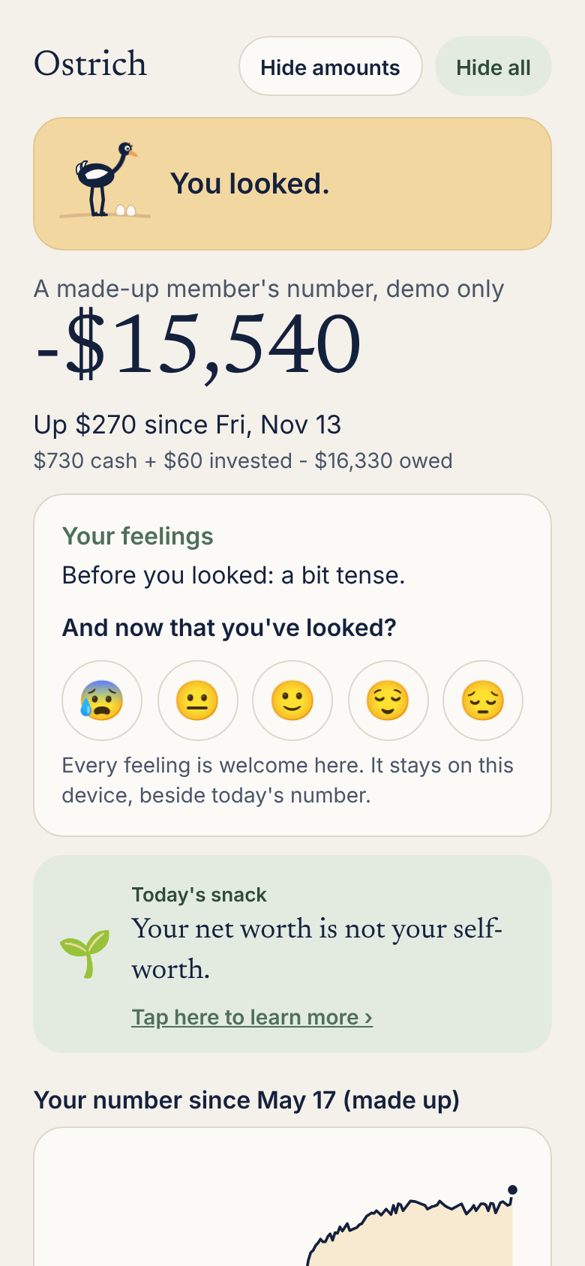 Ostrich
Hide amounts
Hide all
You looked.
A made-up member's number, demo only
-$15,540
Up $270 since Fri, Nov 13
$730 cash + $60 invested - $16,330 owed
Your feelings
Before you looked: a bit tense.
And now that you've looked?
Every feeling is welcome here. It stays on this
device, beside today's number.
Today's snack
Your net worth is not your self-
worth.
Tap here to learn more ›
Your number since May 17 (made up)